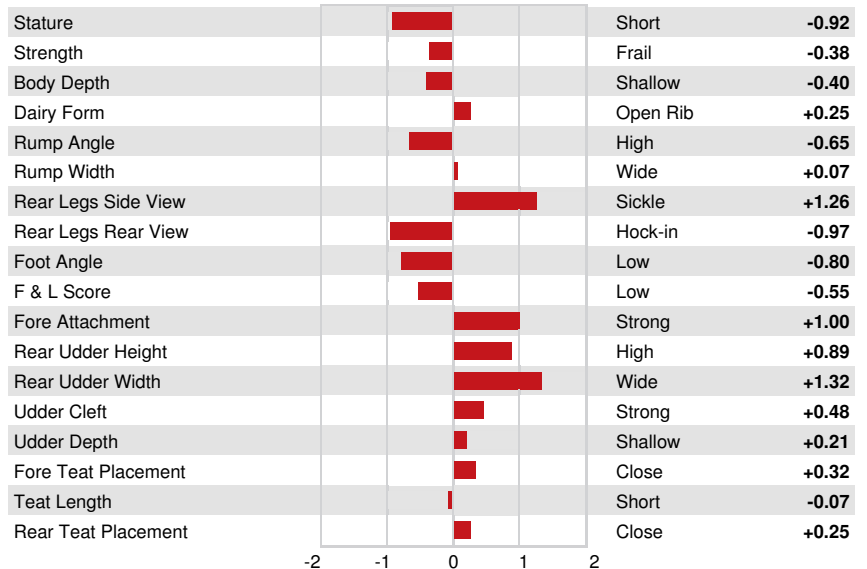 Stature Short -0.92
Strength Frail -0.38
Body Depth Shallow -0.40
Dairy Form Open Rib +0.25
Rump Angle High -0.65
Rump Width Wide +0.07
Rear Legs Side View Sickle +1.26
Rear Legs Rear View Hock-in -0.97
Foot Angle Low -0.80
F & L Score Low -0.55
Fore Attachment Strong +1.00
Rear Udder Height High +0.89
Rear Udder Width Wide +1.32
Udder Cleft Strong +0.48
Udder Depth Shallow +0.21
Fore Teat Placement Close +0.32
Teat Length Short -0.07
Rear Teat Placement Close +0.25
-2 -1 0 1 2